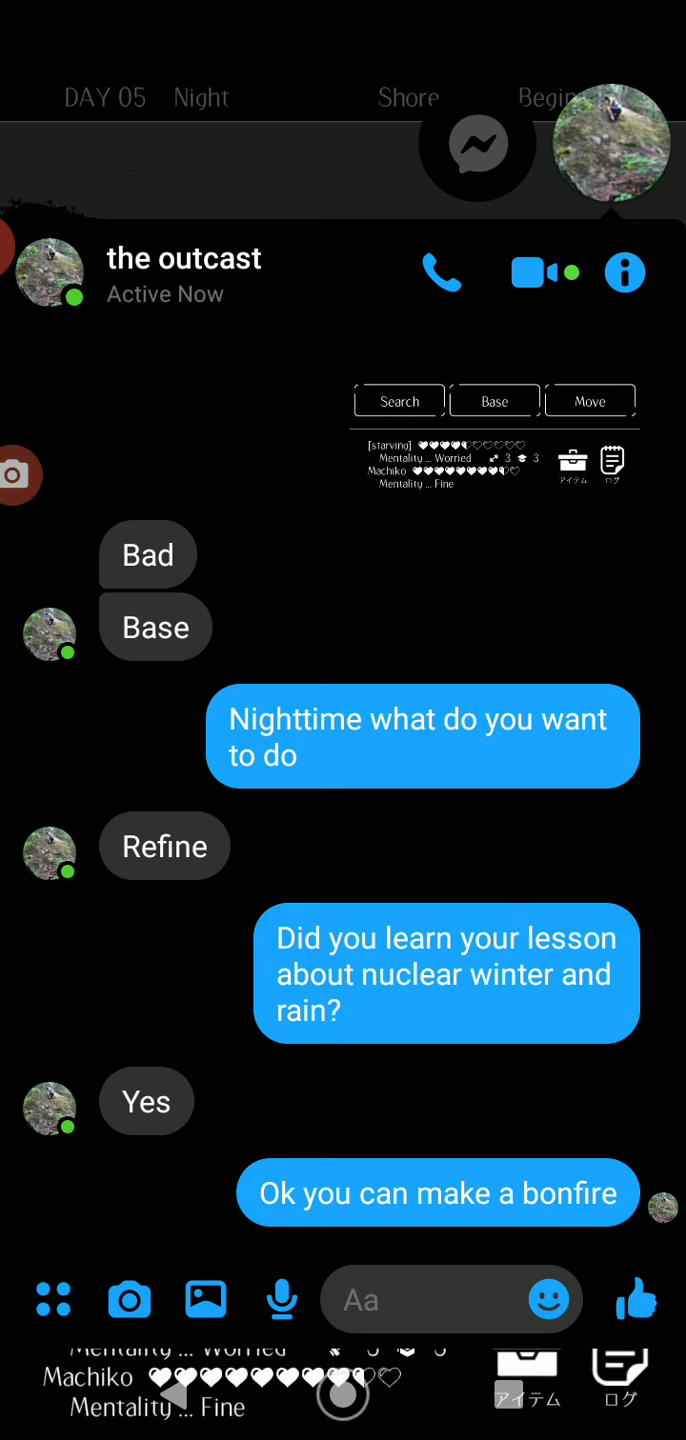 DAY 05 Night Shore Begin
the outcast
Active Now
Search Base Move
[starving]
Mentality ... Worried 3 3
Machiko
Mentality ... Fine
アイテム ログ
Bad
Base
Nighttime what do you want
to do
Refine
Did you learn your lesson
about nuclear winter and
rain?
Yes
Ok you can make a bonfire
Aa
Mentality ... Worried
Machiko
Mentality ... Fine
アイテム ログ